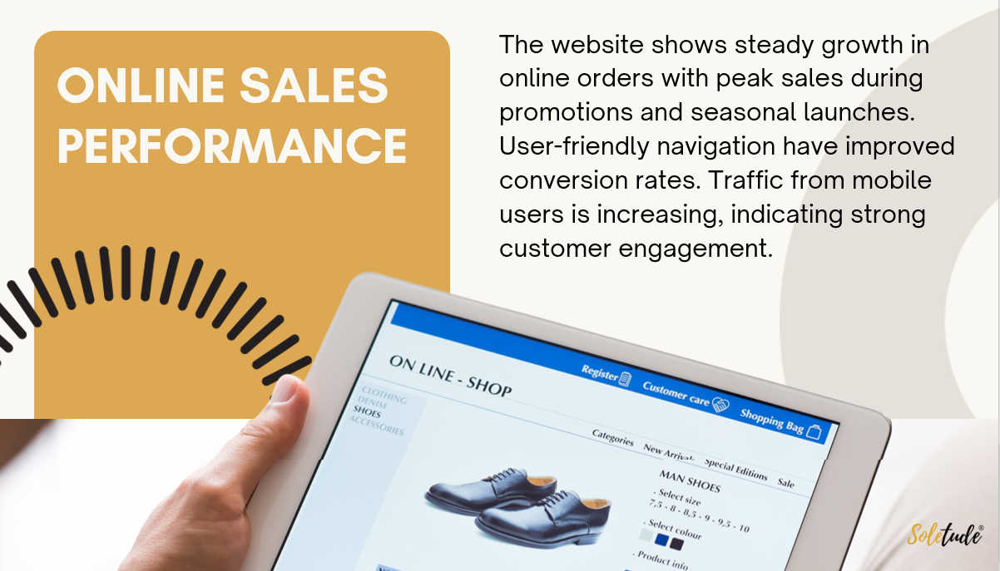 ONLINE SALES
PERFORMANCE
The website shows steady growth in
online orders with peak sales during
promotions and seasonal launches.
User-friendly navigation have improved
conversion rates. Traffic from mobile
users is increasing, indicating strong
customer engagement.
Register
Customer care
Shopping Bag
ON LINE - SHOP
CLOTHING
DENIM
SHOES
ACCESSORIES
Categories New Arrival Special Editions Sale
MAN SHOES
. Select size
7,5 - 8 - 8,5 - 9 - 9,5 - 10
. Select colour
. Product info
Soletude®